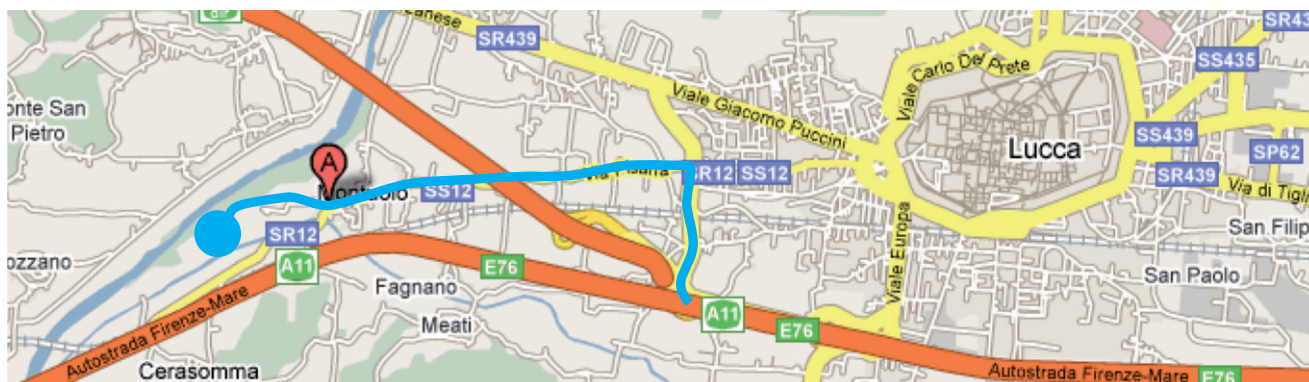 SR439
Viale Carlo Del Prete
SS435
onte San
Pietro
Viale Giacomo Puccini
A
Lucca
SS439
SP62
Montuolo
SS12
Via Pisana
SR12
SS12
SR439
Via di Tigli
SR12
Viale Europa
San Filip
ozzano
A11
E76
Fagnano
San Paolo
Meati
A11
E76
Cerasomma
Autostrada Firenze-Mare
Autostrada Firenze-Mare
E76